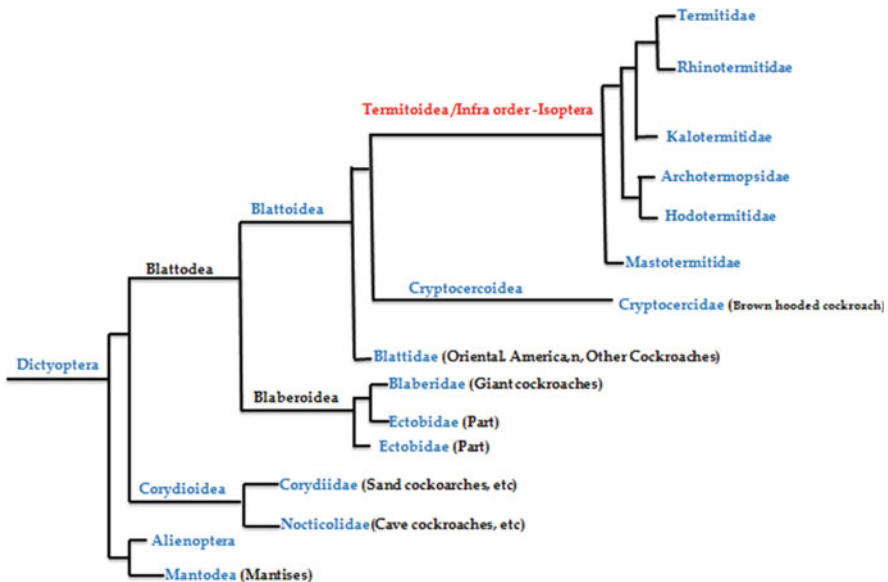 Termitidae
Rhinotermitidae
Termitoidea/Infra order-Isoptera
Kalotermitidae
Archotermopsidae
Hodotermitidae
Blattoidea
Mastotermitidae
Blattodea
Cryptocercoidea
Cryptocercidae (Brown hooded cockroach)
Dictyoptera
Blattidae (Oriental. America,n, Other Cockroaches)
Blaberidae (Giant cockroaches)
Blaberoidea
Ectobidae (Part)
Ectobidae (Part)
Corydioidea
Corydiidae (Sand cockoarches, etc)
Nocticolidae(Cave cockroaches, etc)
Alienoptera
Mantodea (Mantises)